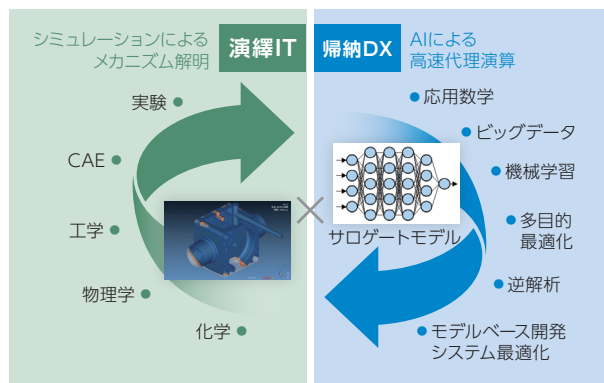 シミュレーションによる
メカニズム解明
演繹IT
帰納DX
AIによる
高速代理演算
実験
CAE
工学
物理学
化学
応用数学
ビッグデータ
機械学習
多目的
最適化
逆解析
モデルベース開発
システム最適化
サロゲートモデル